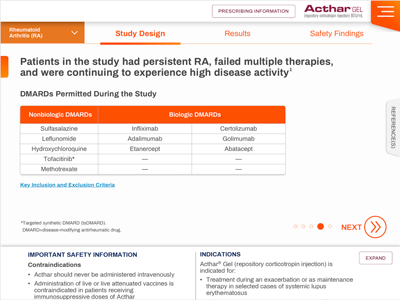 PRESCRIBING INFORMATION
Acthar GEL
repository corticotropin injection 80 U/mL
Rheumatoid
Arthritis (RA)
Study Design
Results
Safety Findings
Patients in the study had persistent RA, failed multiple therapies,
and were continuing to experience high disease activity1
DMARDs Permitted During the Study
Nonbiologic DMARDs Biologic DMARDs
Sulfasalazine Infliximab Certolizumab
Leflunomide Adalimumab Golimumab
Hydroxychloroquine Etanercept Abatacept
Tofacitinib* — —
Methotrexate — —
REFERENCE(S)
Key Inclusion and Exclusion Criteria
*Targeted synthetic DMARD (tsDMARD).
DMARD=disease-modifying antirheumatic drug.
NEXT
IMPORTANT SAFETY INFORMATION
Contraindications
• Acthar should never be administered intravenously
• Administration of live or live attenuated vaccines is
contraindicated in patients receiving
immunosuppressive doses of Acthar
INDICATIONS
Acthar® Gel (repository corticotropin injection) is
indicated for:
• Treatment during an exacerbation or as maintenance
therapy in selected cases of systemic lupus
erythematosus
EXPAND